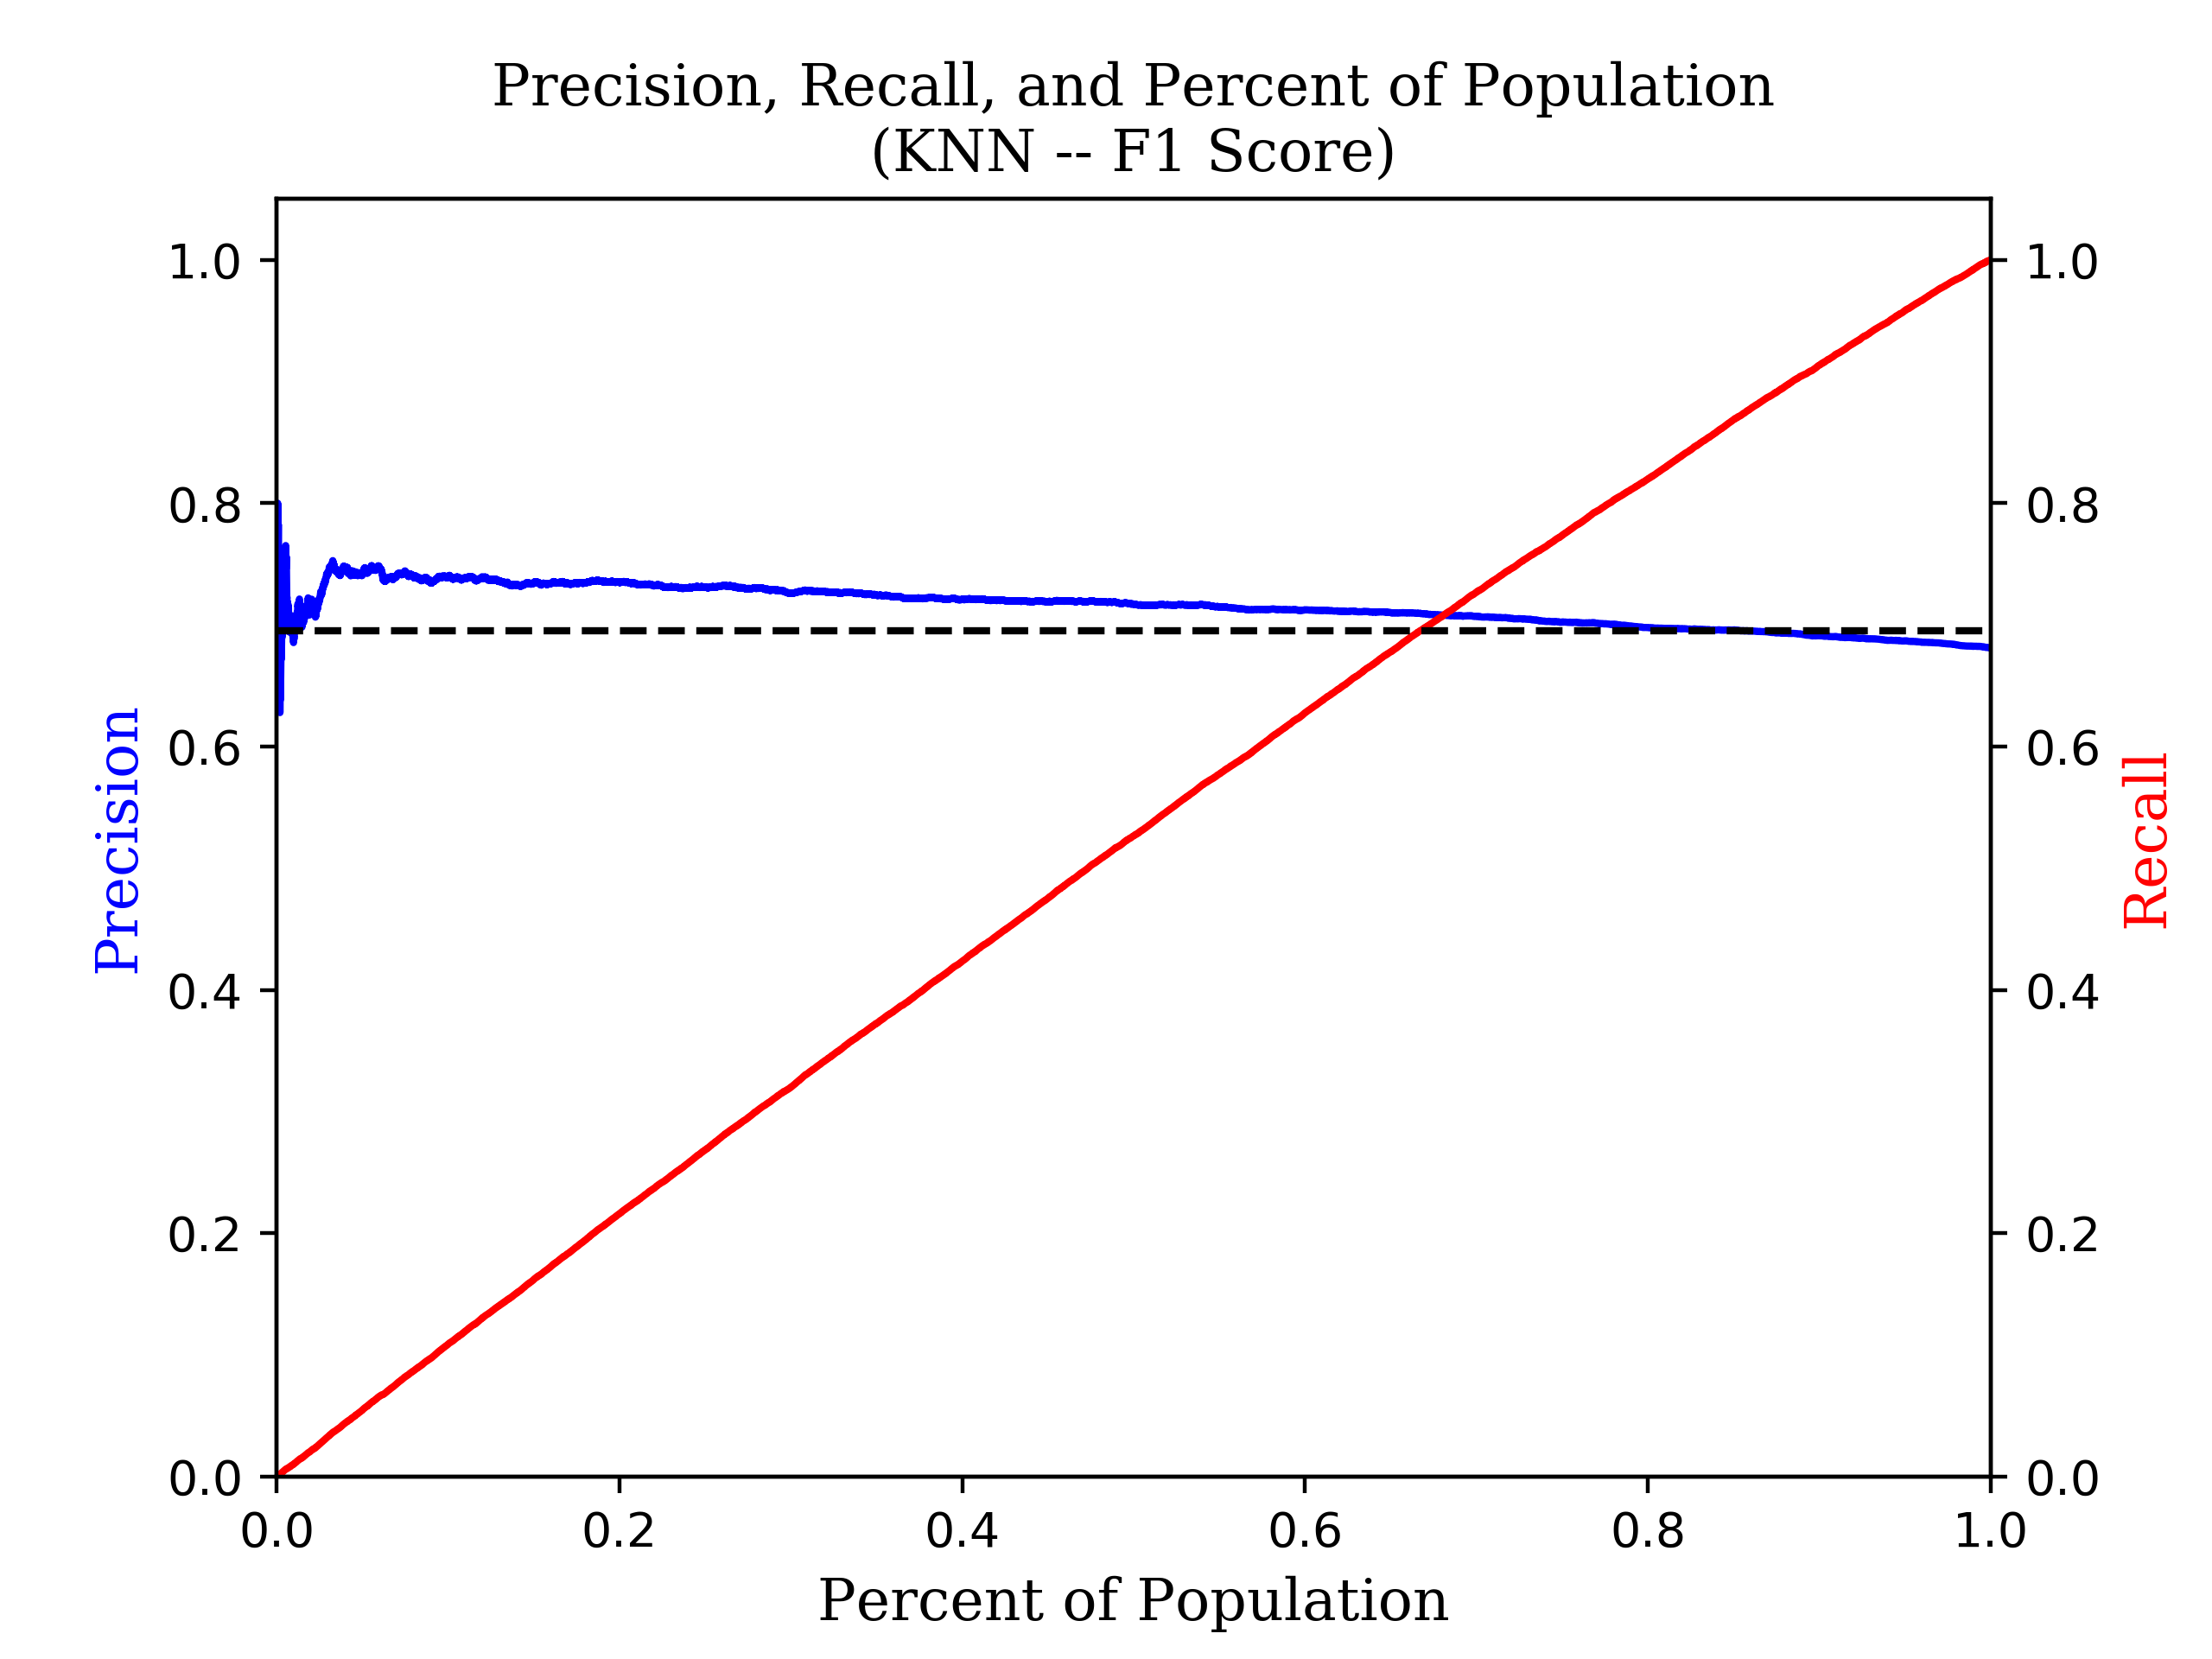 Precision, Recall, and Percent of Population
(KNN -- F1 Score)
1.0
0.8
0.6
0.4
0.2
0.0
Precision
1.0
0.8
0.6
0.4
0.2
0.0
Recall
0.0 0.2 0.4 0.6 0.8 1.0
Percent of Population